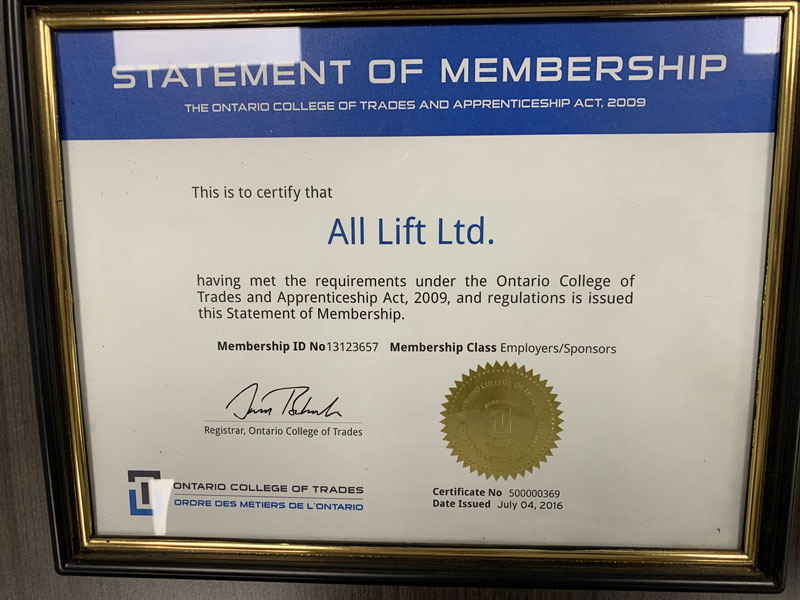 STATEMENT OF MEMBERSHIP
THE ONTARIO COLLEGE OF TRADES AND APPRENTICESHIP ACT, 2009
This is to certify that
All Lift Ltd.
having met the requirements under the Ontario College of
Trades and Apprenticeship Act, 2009, and regulations is issued
this Statement of Membership.
Membership ID No 13123657 Membership Class Employers/Sponsors
Registrar, Ontario College of Trades
ONTARIO COLLEGE OF TRADES
ORDRE DES MÉTIERS DE L'ONTARIO
Certificate No 500000369
Date Issued July 04, 2016